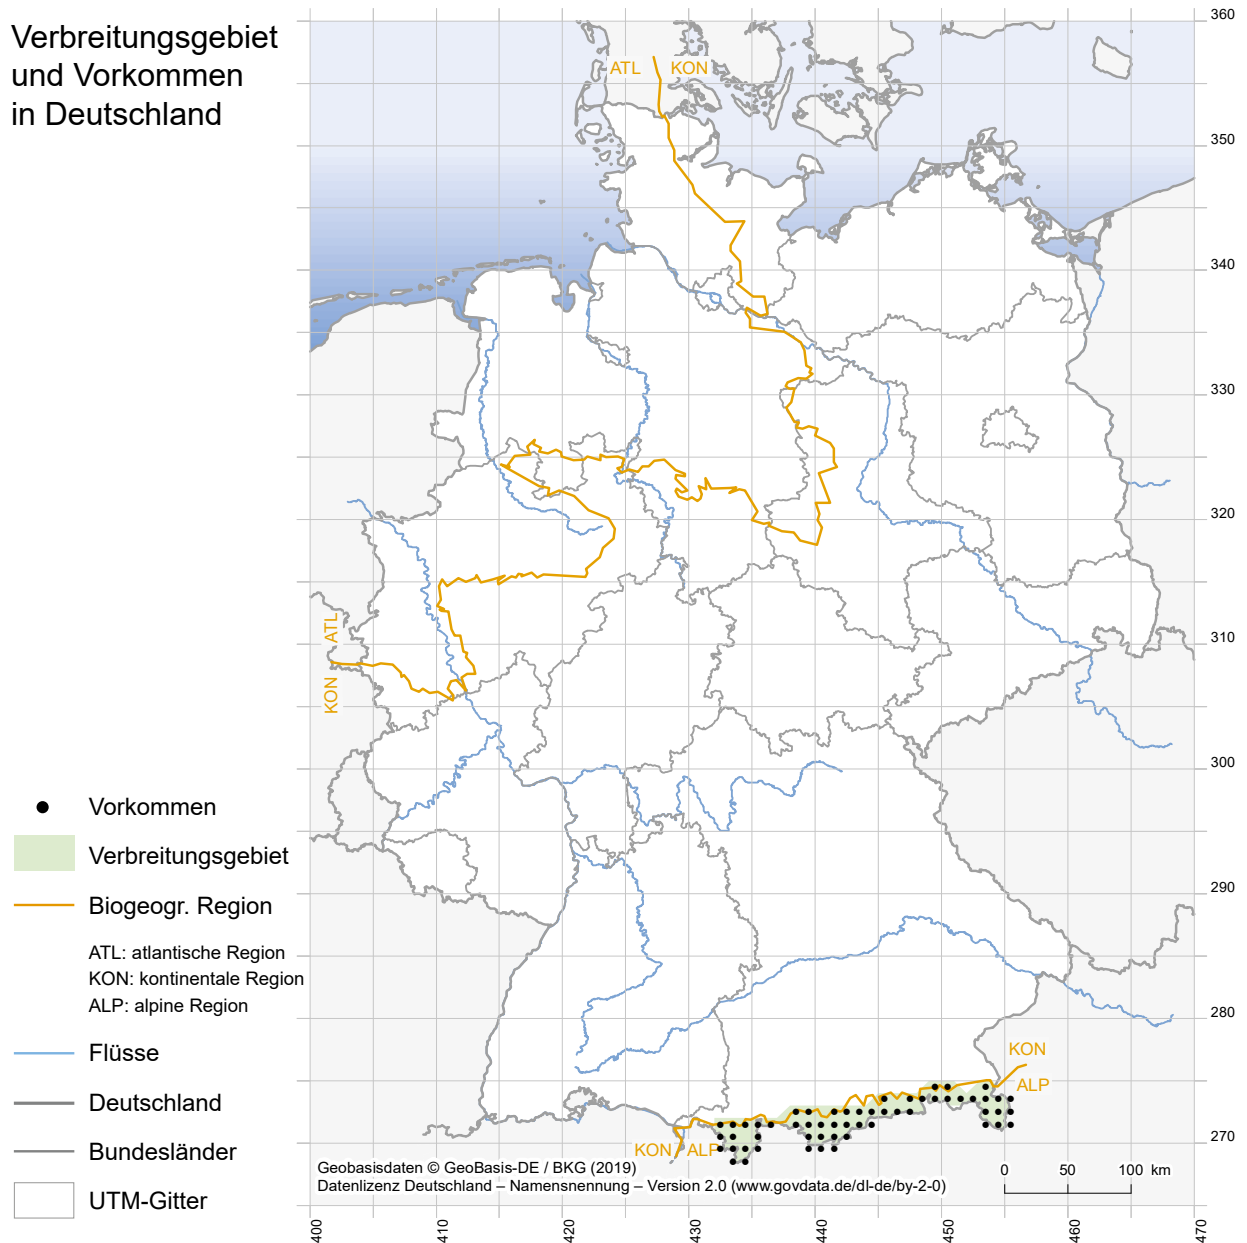 Verbreitungsgebiet
und Vorkommen
in Deutschland
ATL KON
360
350
340
330
320
310
300
290
280
270
ATL
KON
Vorkommen
Verbreitungsgebiet
Biogeogr. Region
ATL: atlantische Region
KON: kontinentale Region
ALP: alpine Region
Flüsse
Deutschland
Bundesländer
UTM-Gitter
KON
ALP
KON ALP
Geobasisdaten © GeoBasis-DE / BKG (2019)
Datenlizenz Deutschland – Namensnennung – Version 2.0 (www.govdata.de/dl-de/by-2-0)
0 50 100 km
400 410 420 430 440 450 460 470